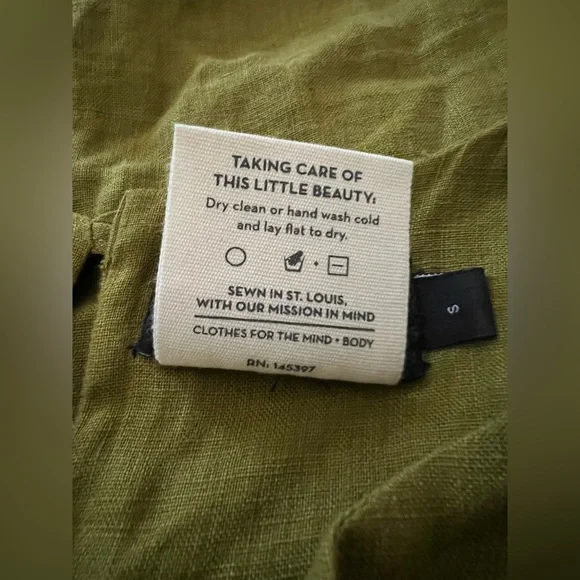 TAKING CARE OF
THIS LITTLE BEAUTY:
Dry clean or hand wash cold
and lay flat to dry.
SEWN IN ST. LOUIS,
WITH OUR MISSION IN MIND
CLOTHES FOR THE MIND + BODY
RN: 145397
S